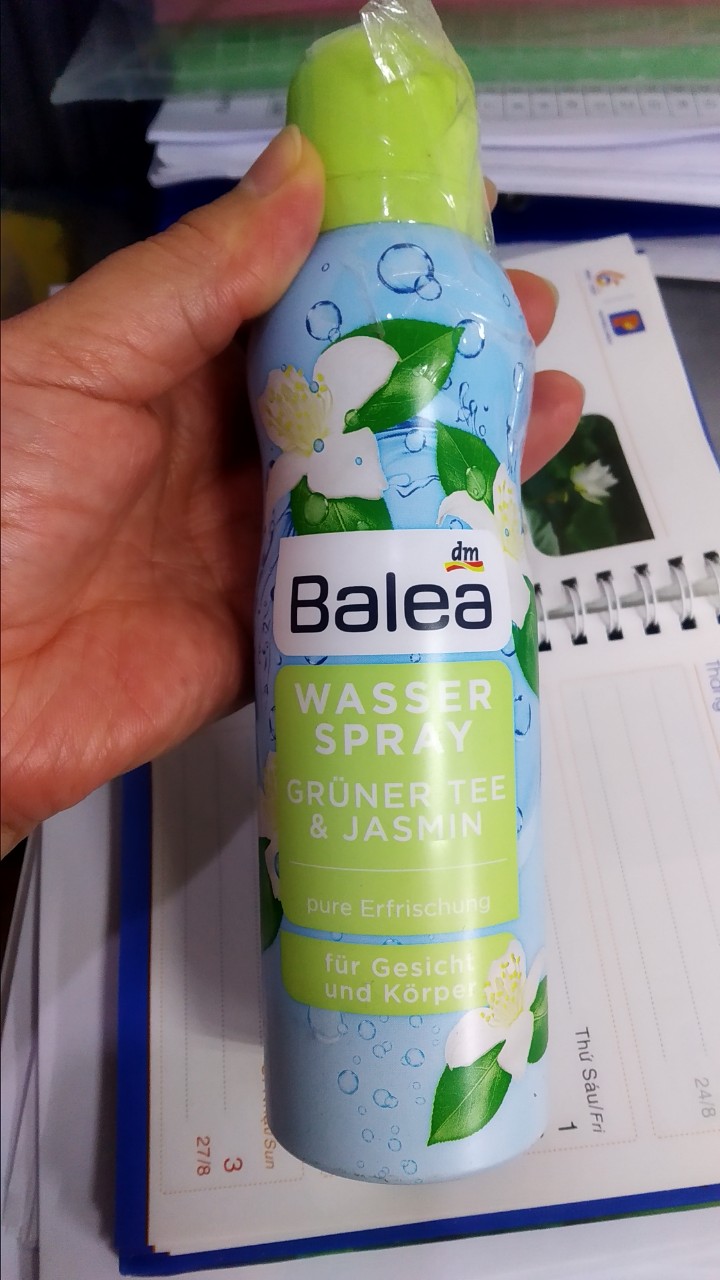 dm
Balea
WASSER
SPRAY
GRÜNER TEE
& JASMIN
pure Erfrischung
für Gesicht
und Körper
Tháng
Thứ Sáu/Fri
1
24/8
Sun
3
27/8